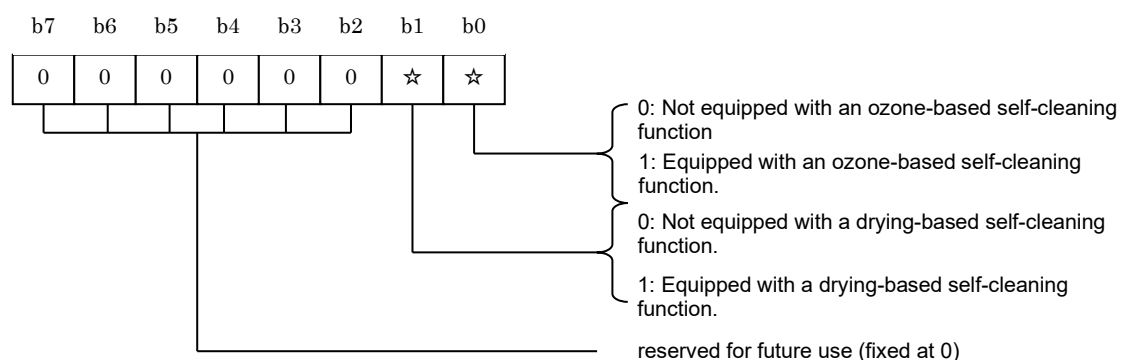 b7 b6 b5 b4 b3 b2 b1 b0
0 0 0 0 0 0 ☆ ☆
0: Not equipped with an ozone-based self-cleaning
function
1: Equipped with an ozone-based self-cleaning
function.
0: Not equipped with a drying-based self-cleaning
function.
1: Equipped with a drying-based self-cleaning
function.
reserved for future use (fixed at 0)